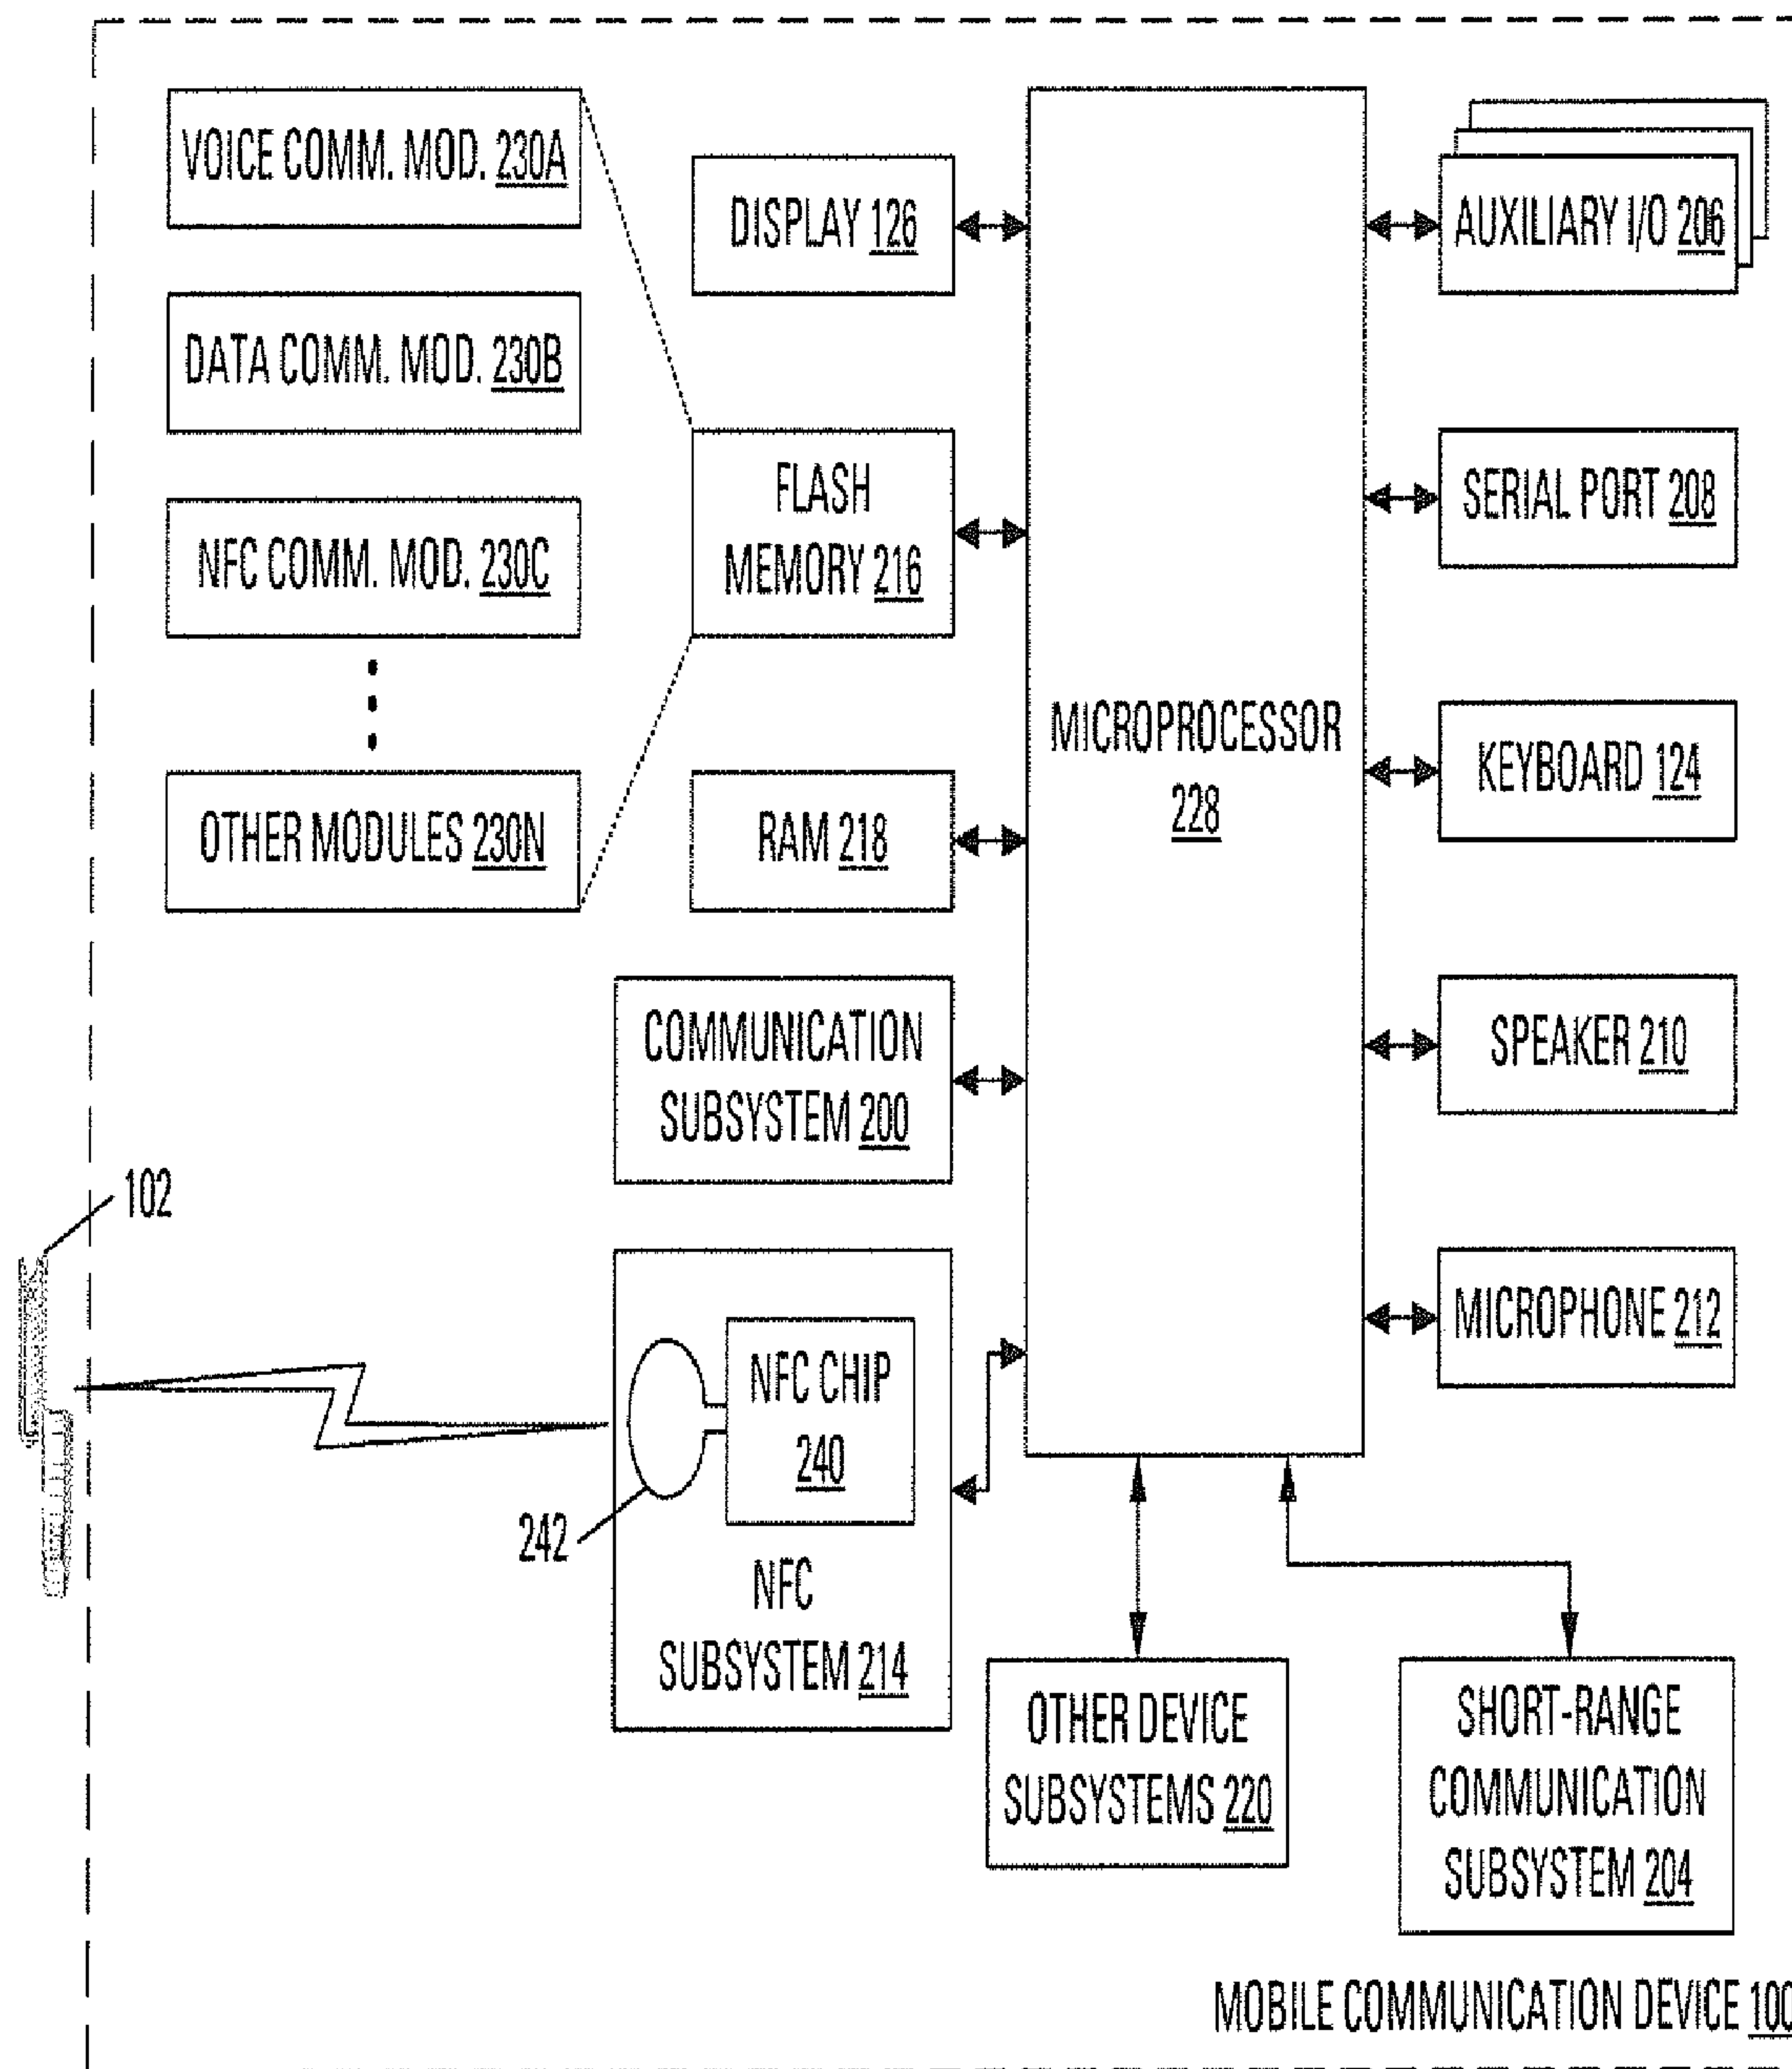 VOICE COMM. MOD. 230A
DATA COMM. MOD. 230B
NFC COMM. MOD. 230C
OTHER MODULES 230N
DISPLAY 126
FLASH
MEMORY 216
RAM 218
COMMUNICATION
SUBSYSTEM 200
102
NFC CHIP
240
242
NFC
SUBSYSTEM 214
MICROPROCESSOR
228
AUXILIARY I/O 206
SERIAL PORT 208
KEYBOARD 124
SPEAKER 210
MICROPHONE 212
OTHER DEVICE
SUBSYSTEMS 220
SHORT-RANGE
COMMUNICATION
SUBSYSTEM 204
MOBILE COMMUNICATION DEVICE 100